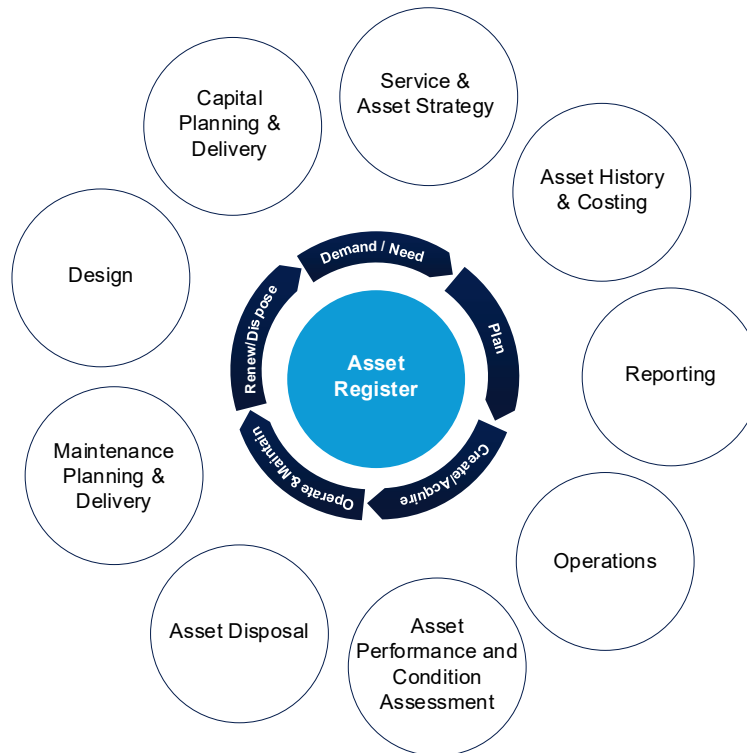 Capital
Planning &
Delivery
Service &
Asset Strategy
Asset History
& Costing
Design
Demand / Need
Plan
Create/Acquire
Operate & Maintain
Renew/Dispose
Asset
Register
Reporting
Maintenance
Planning &
Delivery
Operations
Asset Disposal
Asset
Performance and
Condition
Assessment